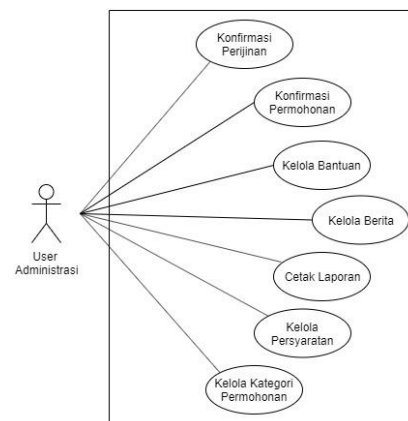 Konfirmasi
Perijinan
Konfirmasi
Permohonan
Kelola Bantuan
Kelola Berita
User
Administrasi
Cetak Laporan
Kelola
Persyaratan
Kelola Kategori
Permohonan